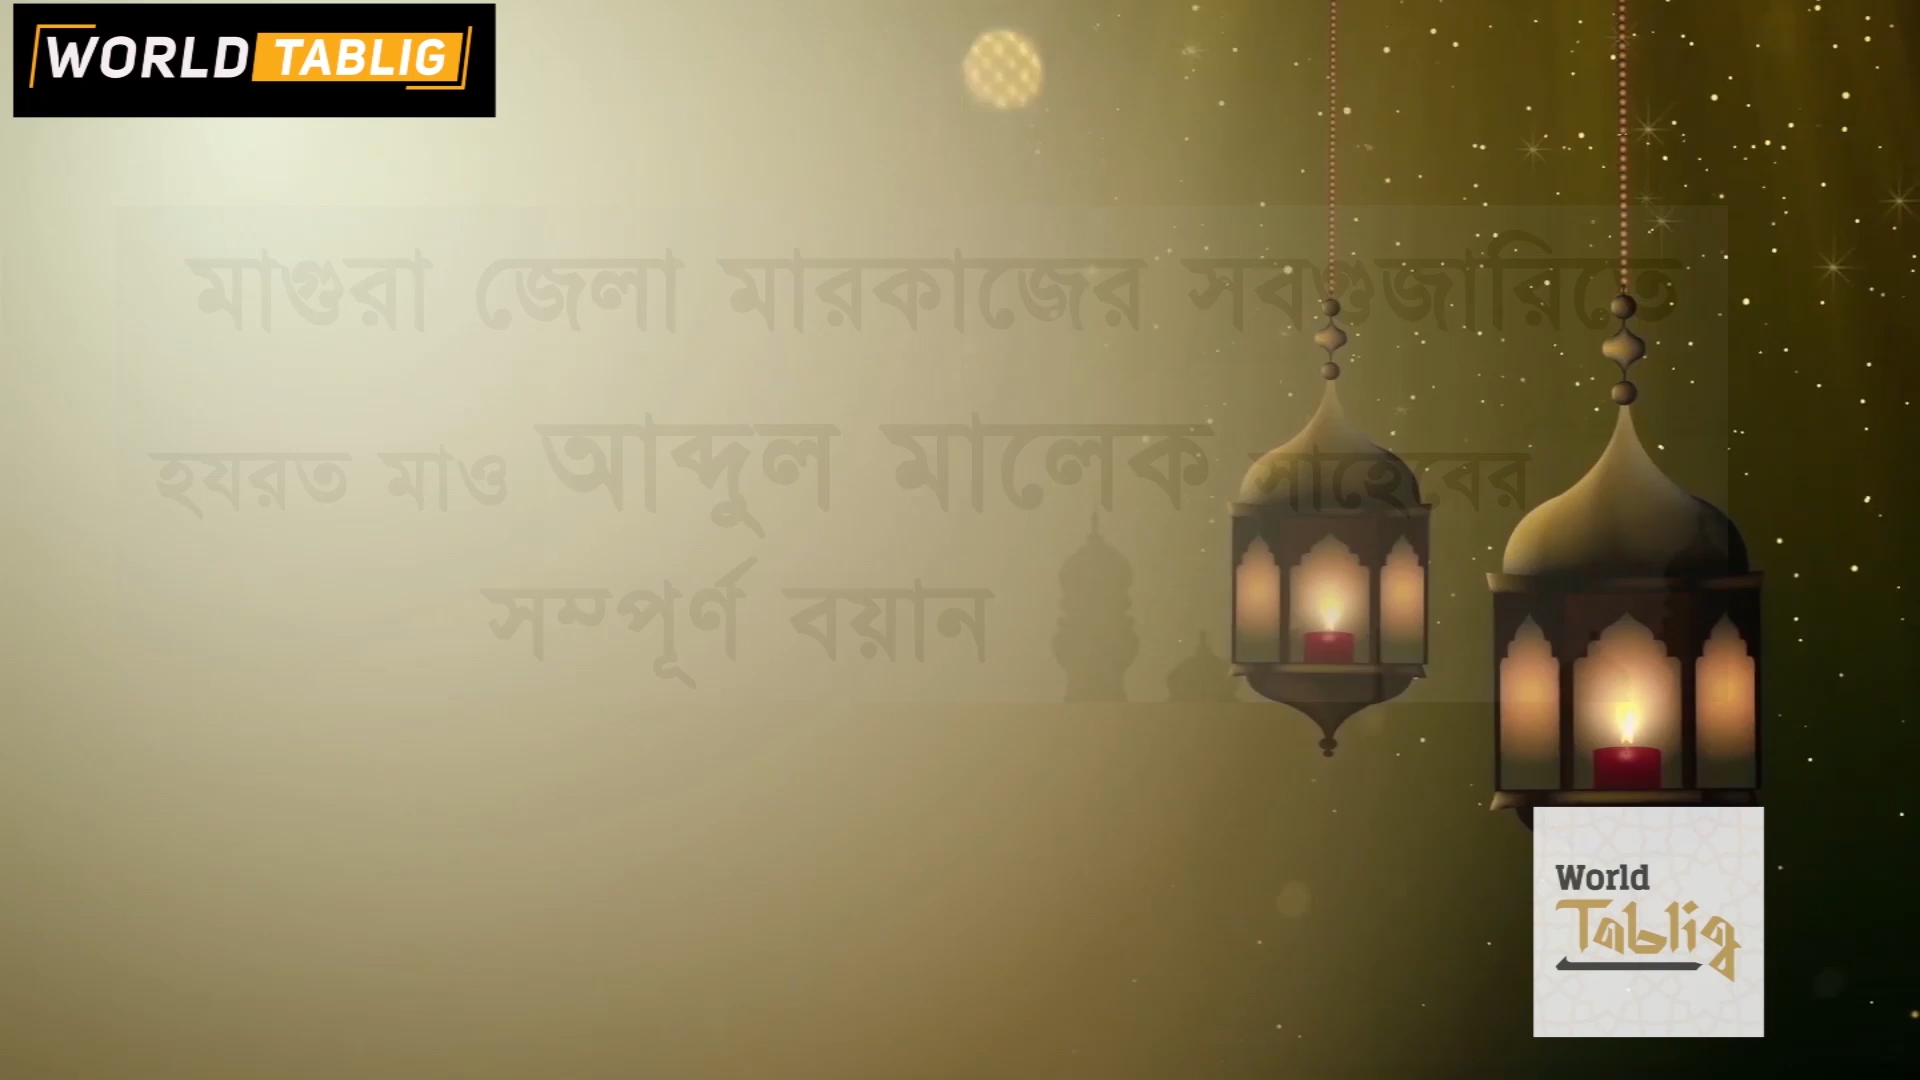 WORLD TABLIG
মাগুরা জেলা মারকাজের সবগুজারিতে
হযরত মাও আব্দুল মালেক সাহেবের
সম্পূর্ণ বয়ান
World
Tablig